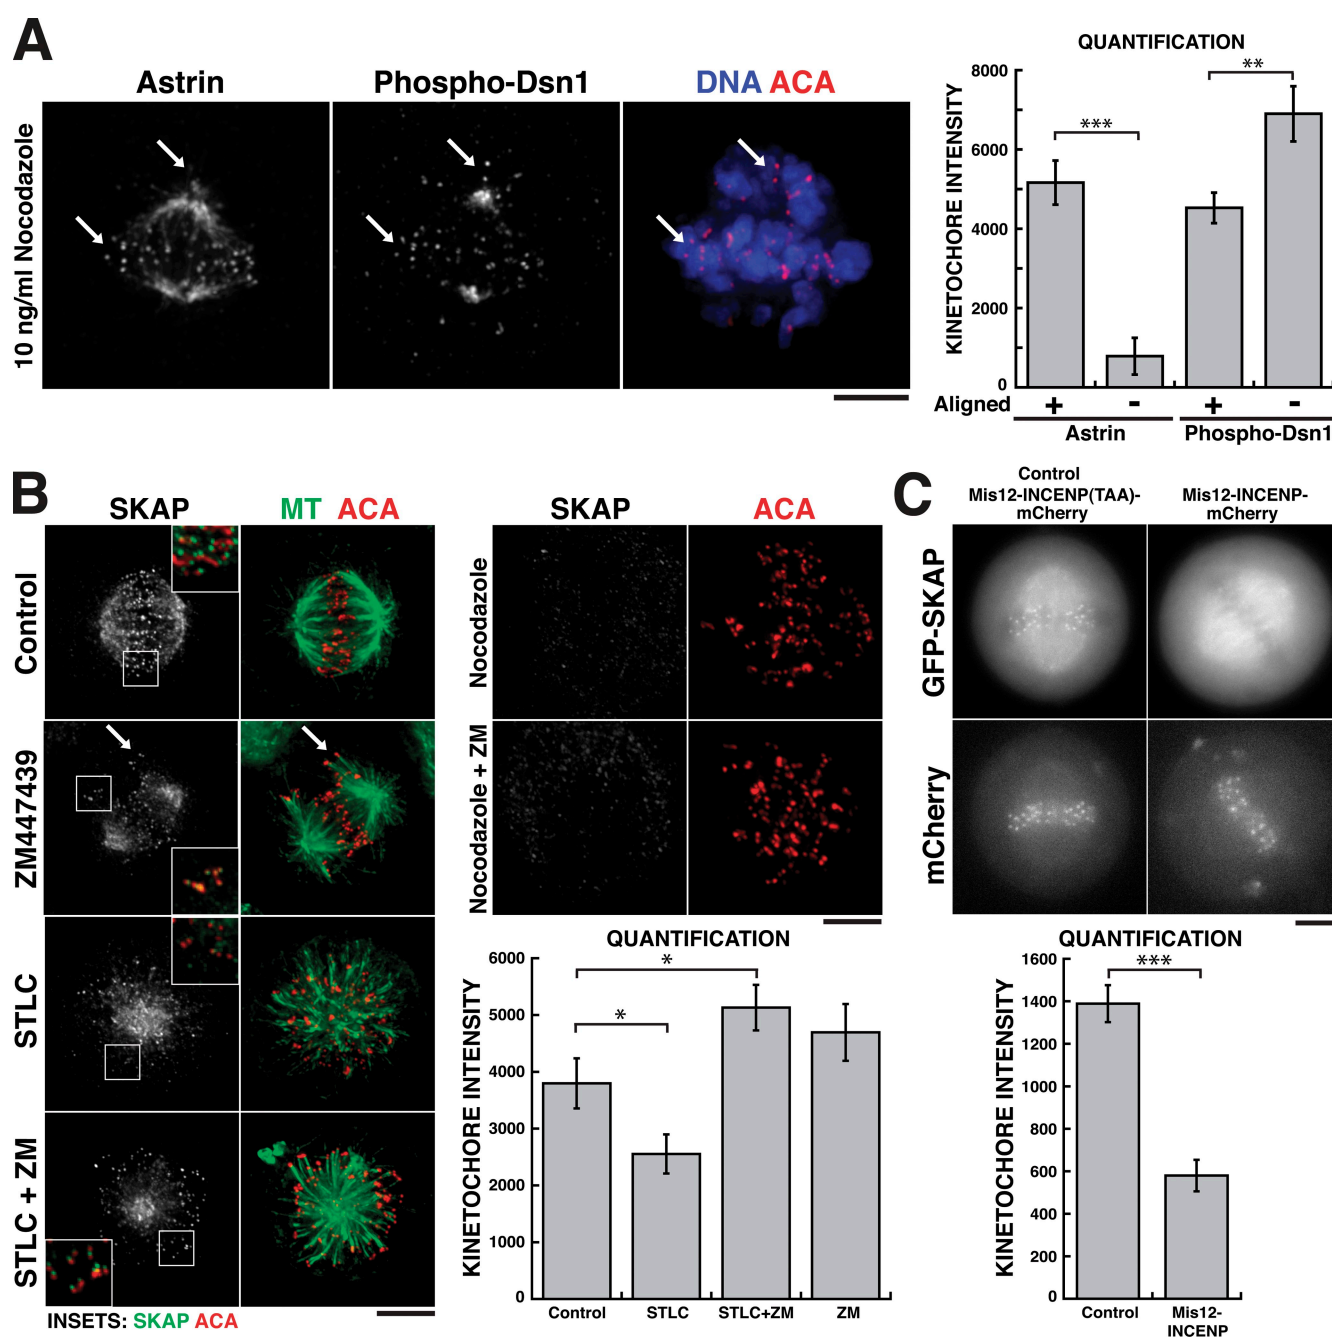 A
Astrin
Phospho-Dsn1
DNA ACA
10 ng/ml Nocodazole
QUANTIFICATION
KINETOCHORE INTENSITY
8000
6000
4000
2000
0
***
**
Aligned + - + -
Astrin
Phospho-Dsn1
B
SKAP
MT ACA
Control
ZM447439
STLC
STLC + ZM
INSETS: SKAP ACA
SKAP
ACA
Nocodazole
Nocodazole + ZM
QUANTIFICATION
KINETOCHORE INTENSITY
6000
5000
4000
3000
2000
1000
0
*
*
Control
STLC
STLC+ZM
ZM
C
Control
Mis12-INCENP(TAA)-
mCherry
Mis12-INCENP-
mCherry
GFP-SKAP
mCherry
QUANTIFICATION
KINETOCHORE INTENSITY
1600
1400
1200
1000
800
600
400
200
0
***
Control
Mis12-
INCENP